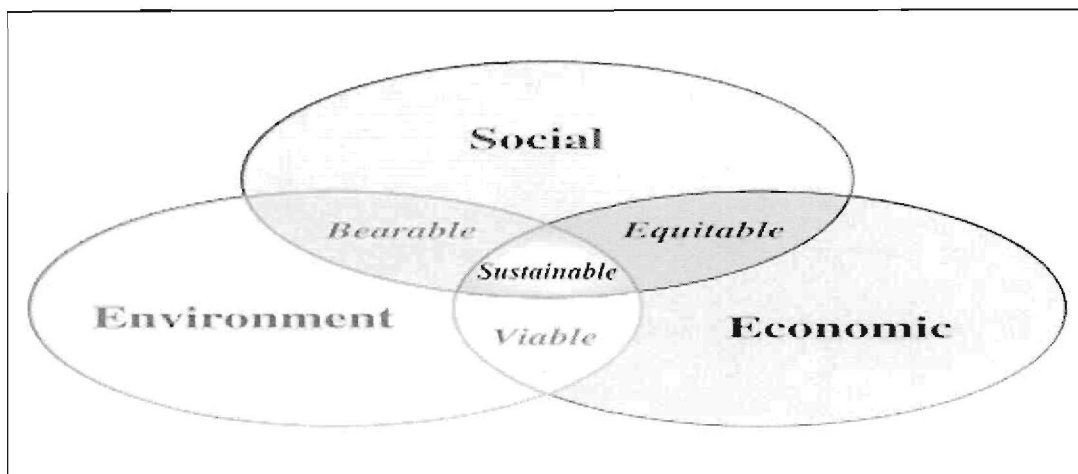 Social
Bearable
Equitable
Sustainable
Environment
Economic
Viable